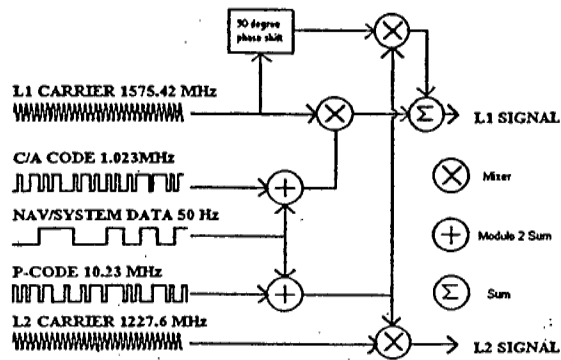 90 degree
phase shift
L1 CARRIER 1575.42 MHz
L1 SIGNAL
C/A CODE 1.023MHz
Mixer
NAV/SYSTEM DATA 50 Hz
Module 2 Sum
P-CODE 10.23 MHz
Sum
L2 CARRIER 1227.6 MHz
L2 SIGNAL
Σ
Σ